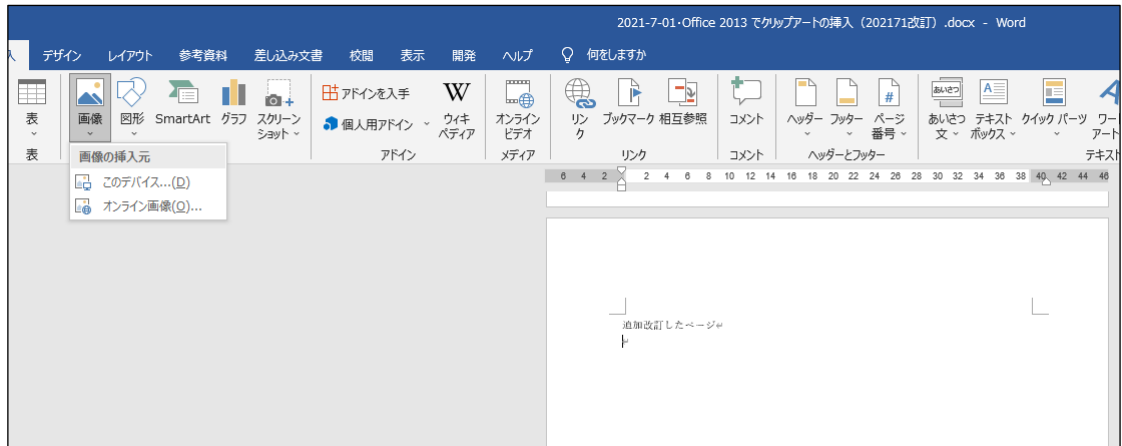 2021-7-01・Office 2013 でクリップアートの挿入（202171改訂）.docx - Word
入 デザイン レイアウト 参考資料 差し込み文書 校閲 表示 開発 ヘルプ 何をしますか
表 画像 図形 SmartArt グラフ スクリーンショット アドインを入手 個人用アドイン W ウィキペディア オンラインビデオ リンク ブックマーク 相互参照 コメント ヘッダー フッター ページ番号 # あいさつ あいさつ文 A テキストボックス クイック パーツ A ワー アート
表 アドイン メディア リンク コメント ヘッダーとフッター テキスト
画像の挿入元
このデバイス...(D)
オンライン画像(O)...
6 4 2 2 4 6 8 10 12 14 16 18 20 22 24 26 28 30 32 34 36 38 40 42 44 46
追加改訂したページ